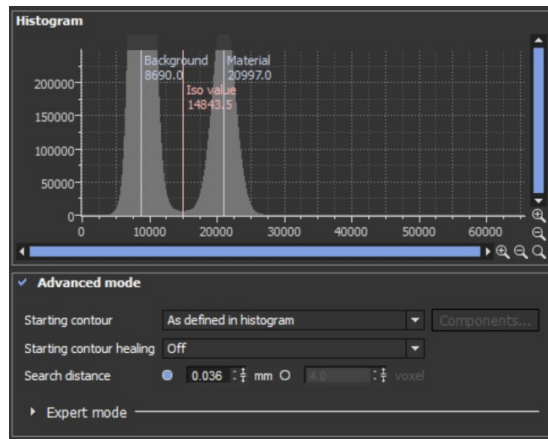 Histogram
Background Material
8690.0 20997.0
Iso value
14843.5
200000
150000
100000
50000
0
0 10000 20000 30000 40000 50000 60000
Advanced mode
Starting contour As defined in histogram Components...
Starting contour healing Off
Search distance 0.036 mm 4.0 voxel
Expert mode